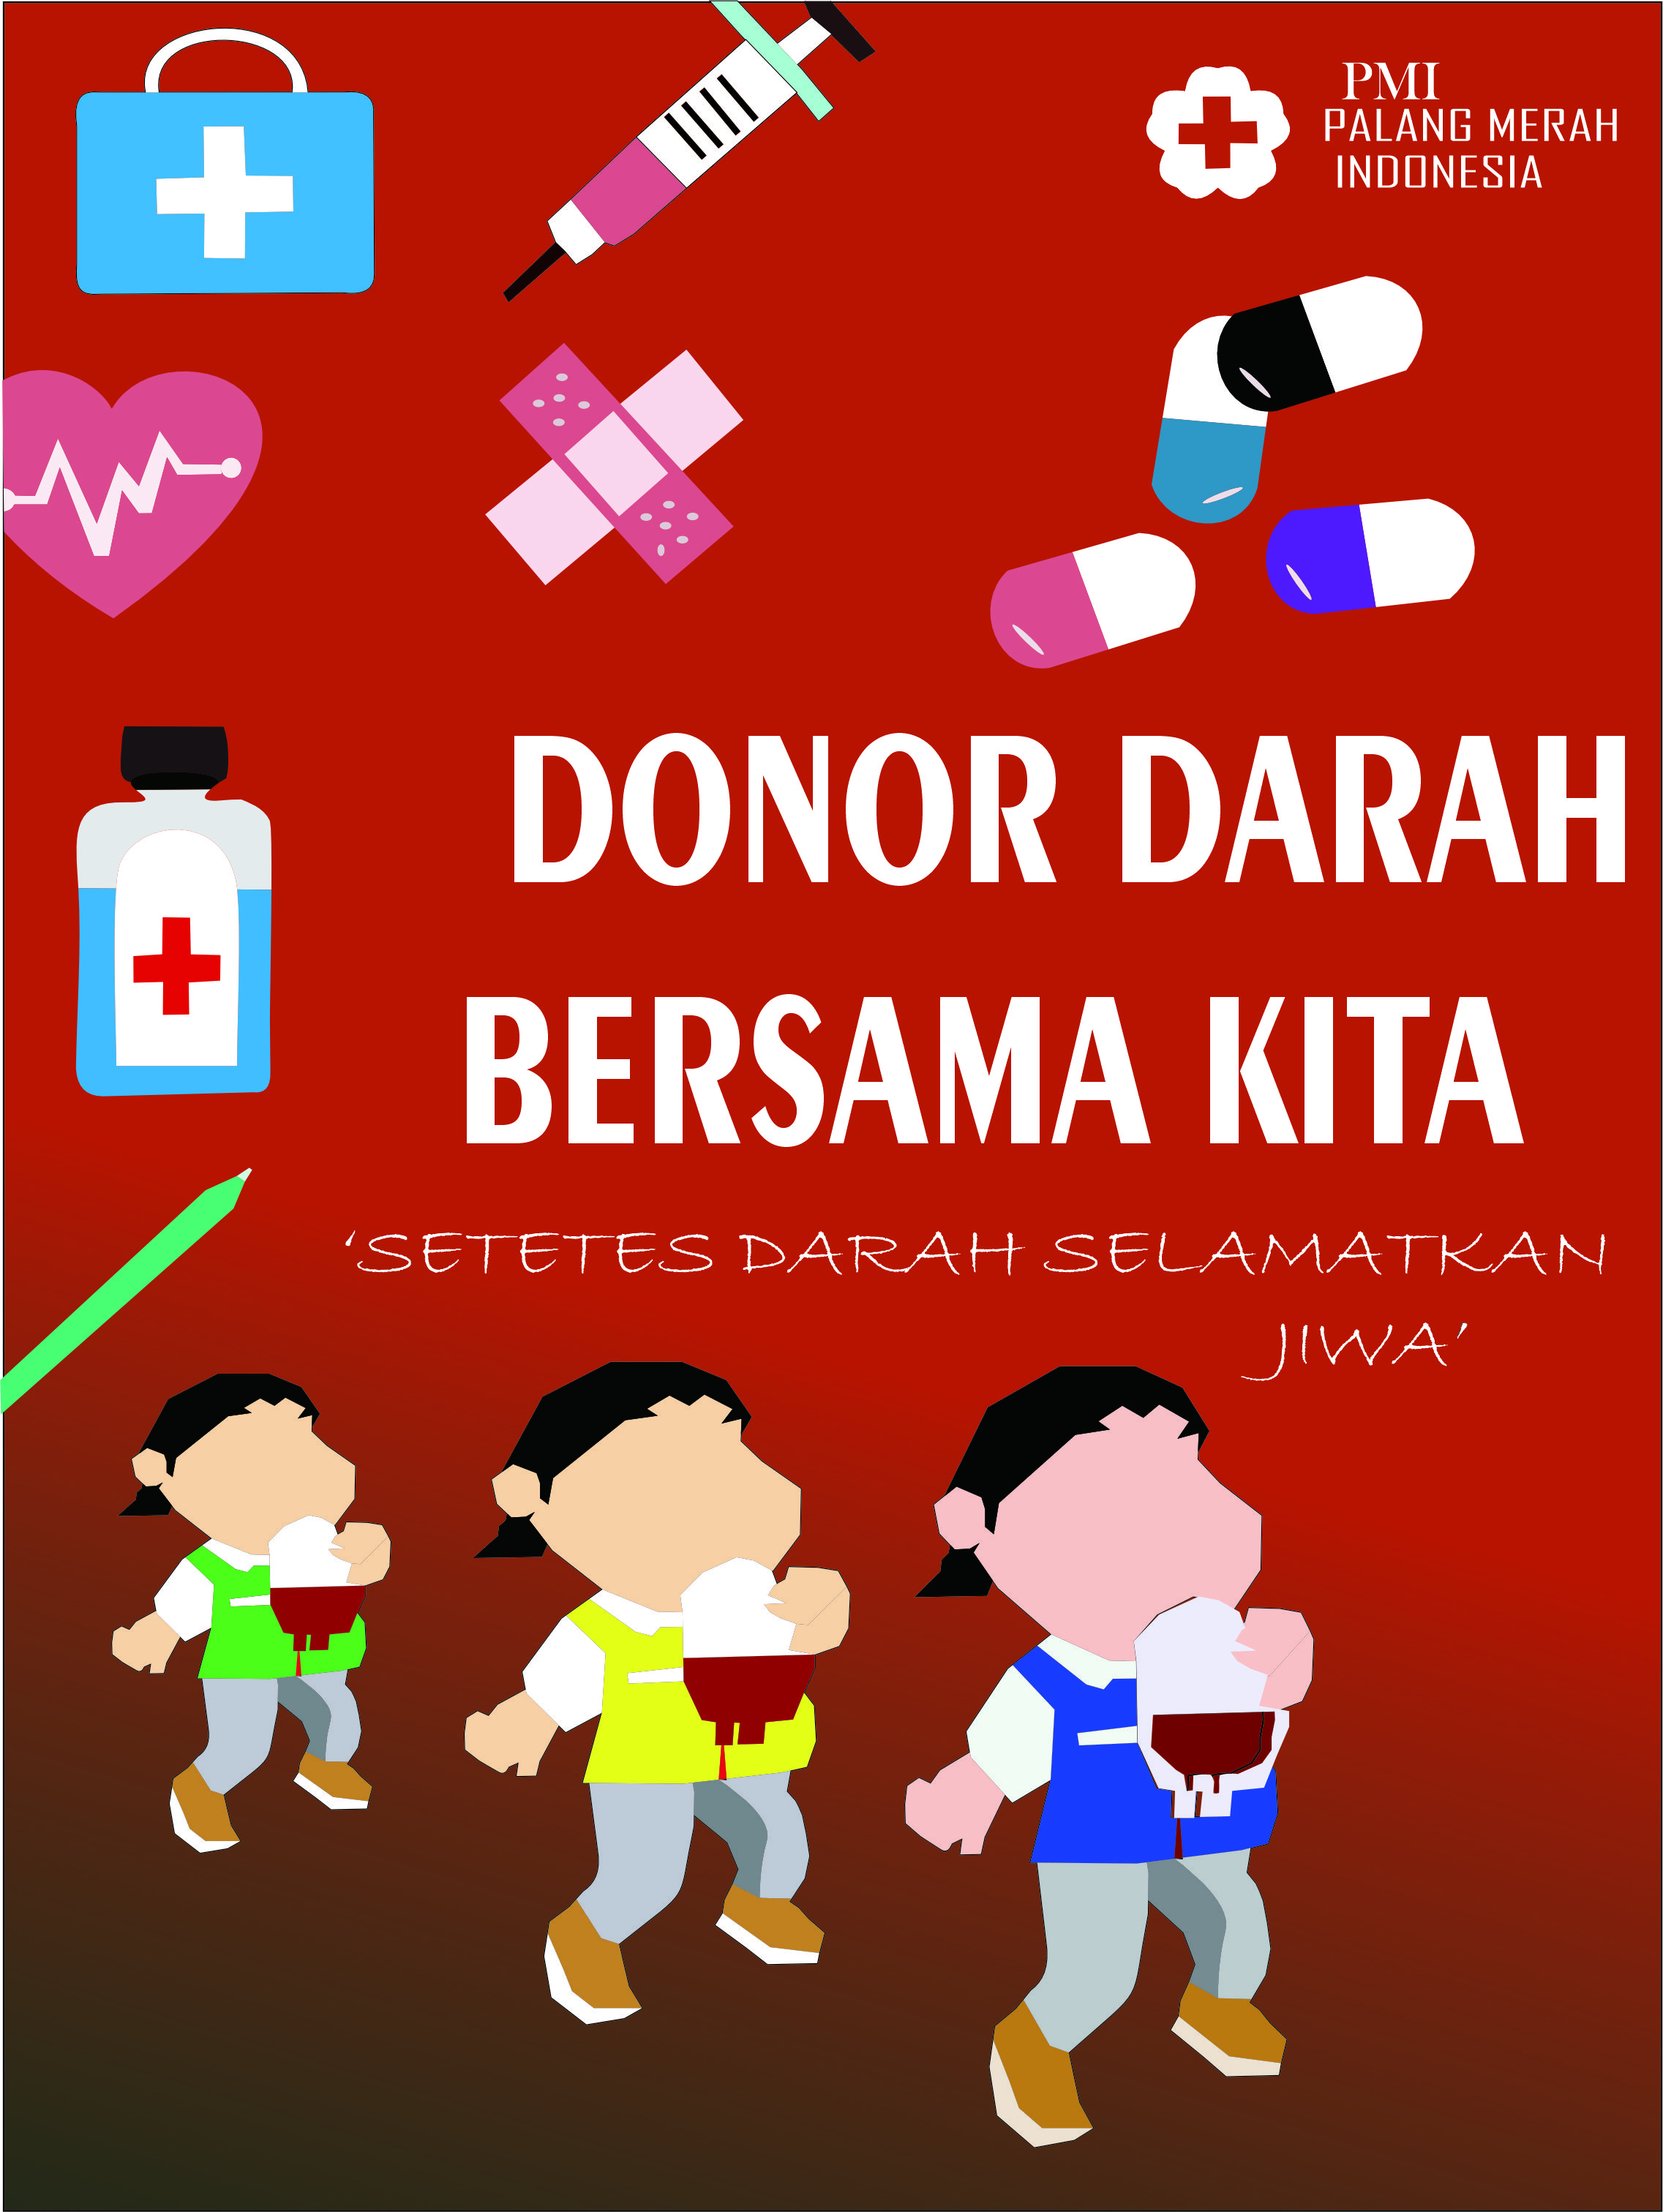 PMI
PALANG MERAH
INDONESIA
DONOR DARAH
BERSAMA KITA
'SETETES DARAH SELAMATKAN
JIWA'